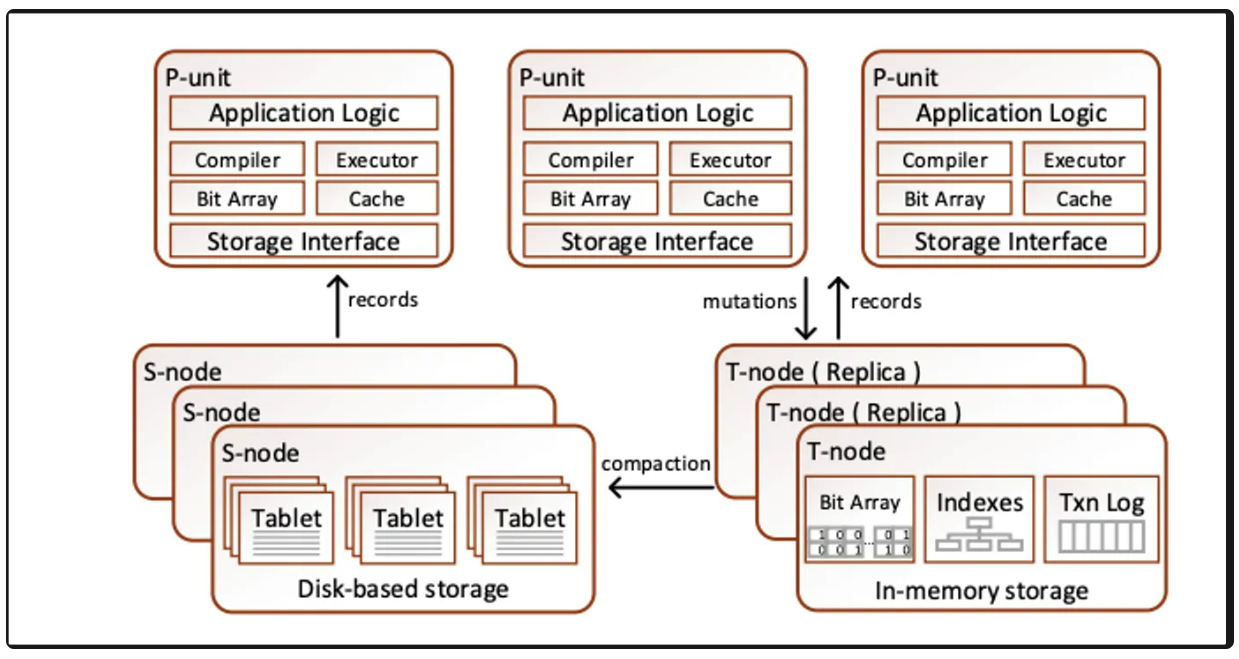 P-unit
Application Logic
Compiler
Executor
Bit Array
Cache
Storage Interface
P-unit
Application Logic
Compiler
Executor
Bit Array
Cache
Storage Interface
P-unit
Application Logic
Compiler
Executor
Bit Array
Cache
Storage Interface
records
mutations
records
S-node
S-node
S-node
Tablet
Tablet
Tablet
Disk-based storage
compaction
T-node ( Replica )
T-node ( Replica )
T-node
Bit Array
1 0 0 ... 0 1
0 0 1 1 0
Indexes
Txn Log
In-memory storage